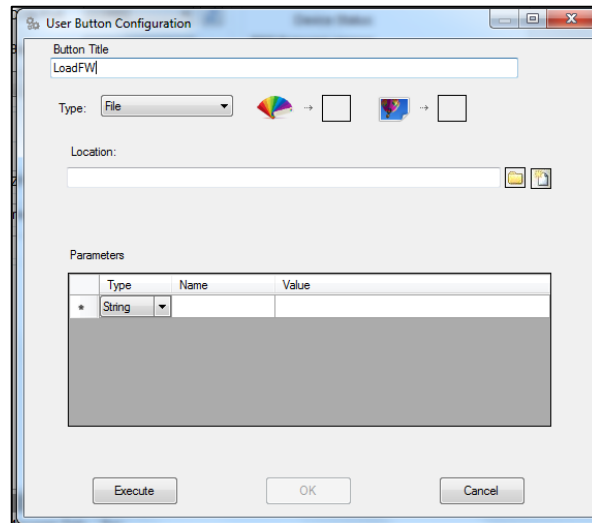 User Button Configuration
Button Title
LoadFW
Type: File
Location:
Parameters
Type Name Value
* String
Execute OK Cancel